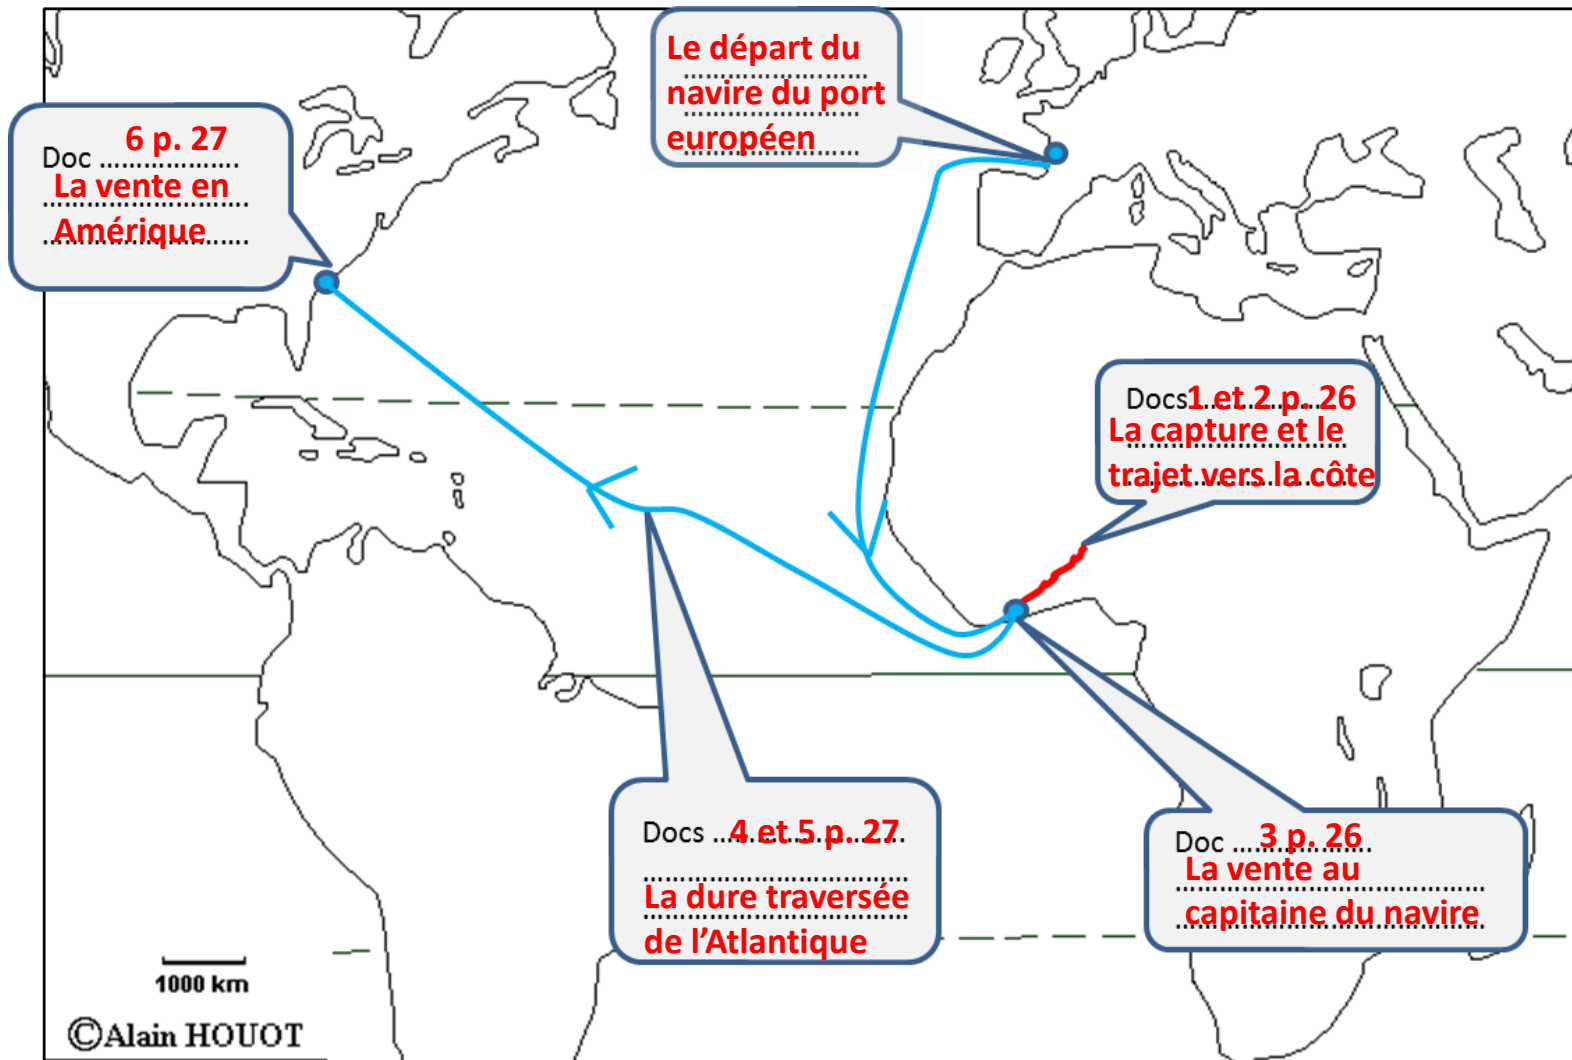 Le départ du
navire du port
européen
Doc 6 p. 27
La vente en
Amérique
Docs 1 et 2 p. 26
La capture et le
trajet vers la côte
Docs 4 et 5 p. 27
La dure traversée
de l'Atlantique
Doc 3 p. 26
La vente au
capitaine du navire
1000 km
©Alain HOUOT